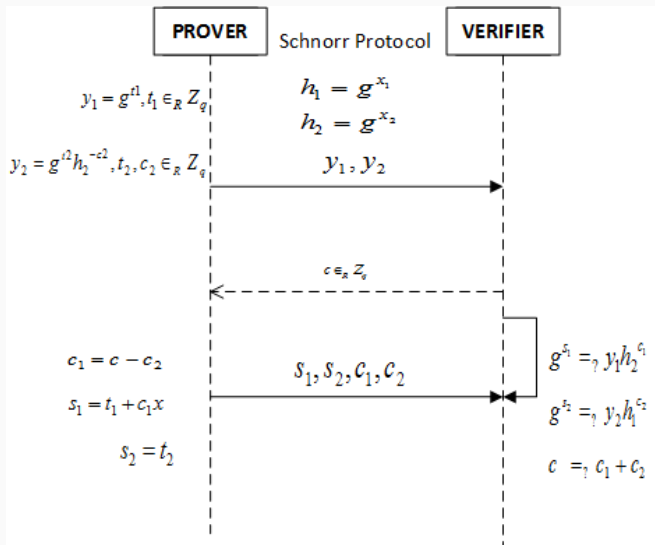 PROVER
Schnorr Protocol
VERIFIER
y₁ = gᵗ¹, t₁ ∈_R Z_q
h₁ = g^{x₁}
h₂ = g^{x₂}
y₂ = gᵗ² h₂^{-c2}, t₂, c₂ ∈_R Z_q
y₁, y₂
c ∈_R Z_q
c₁ = c − c₂
s₁, s₂, c₁, c₂
g^{s₁} =_? y₁h₂^{c₁}
s₁ = t₁ + c₁x
g^{s₂} =_? y₂h₁^{c₂}
s₂ = t₂
c =_? c₁ + c₂